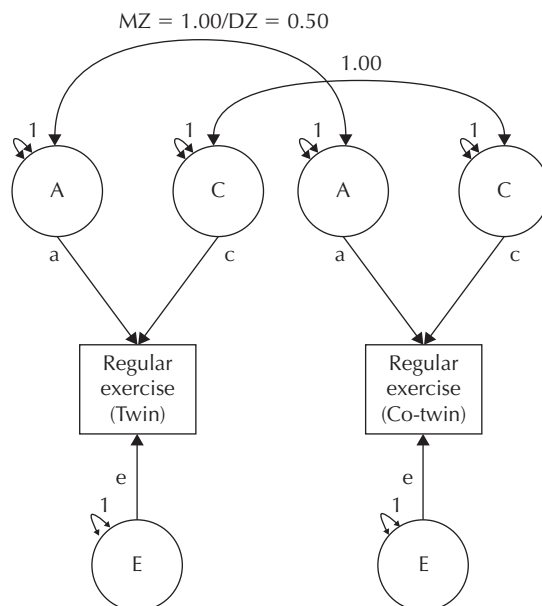 MZ = 1.00/DZ = 0.50
1.00
1
1
1
1
A
C
A
C
a
c
a
c
Regular
exercise
(Twin)
Regular
exercise
(Co-twin)
e
e
1
1
E
E